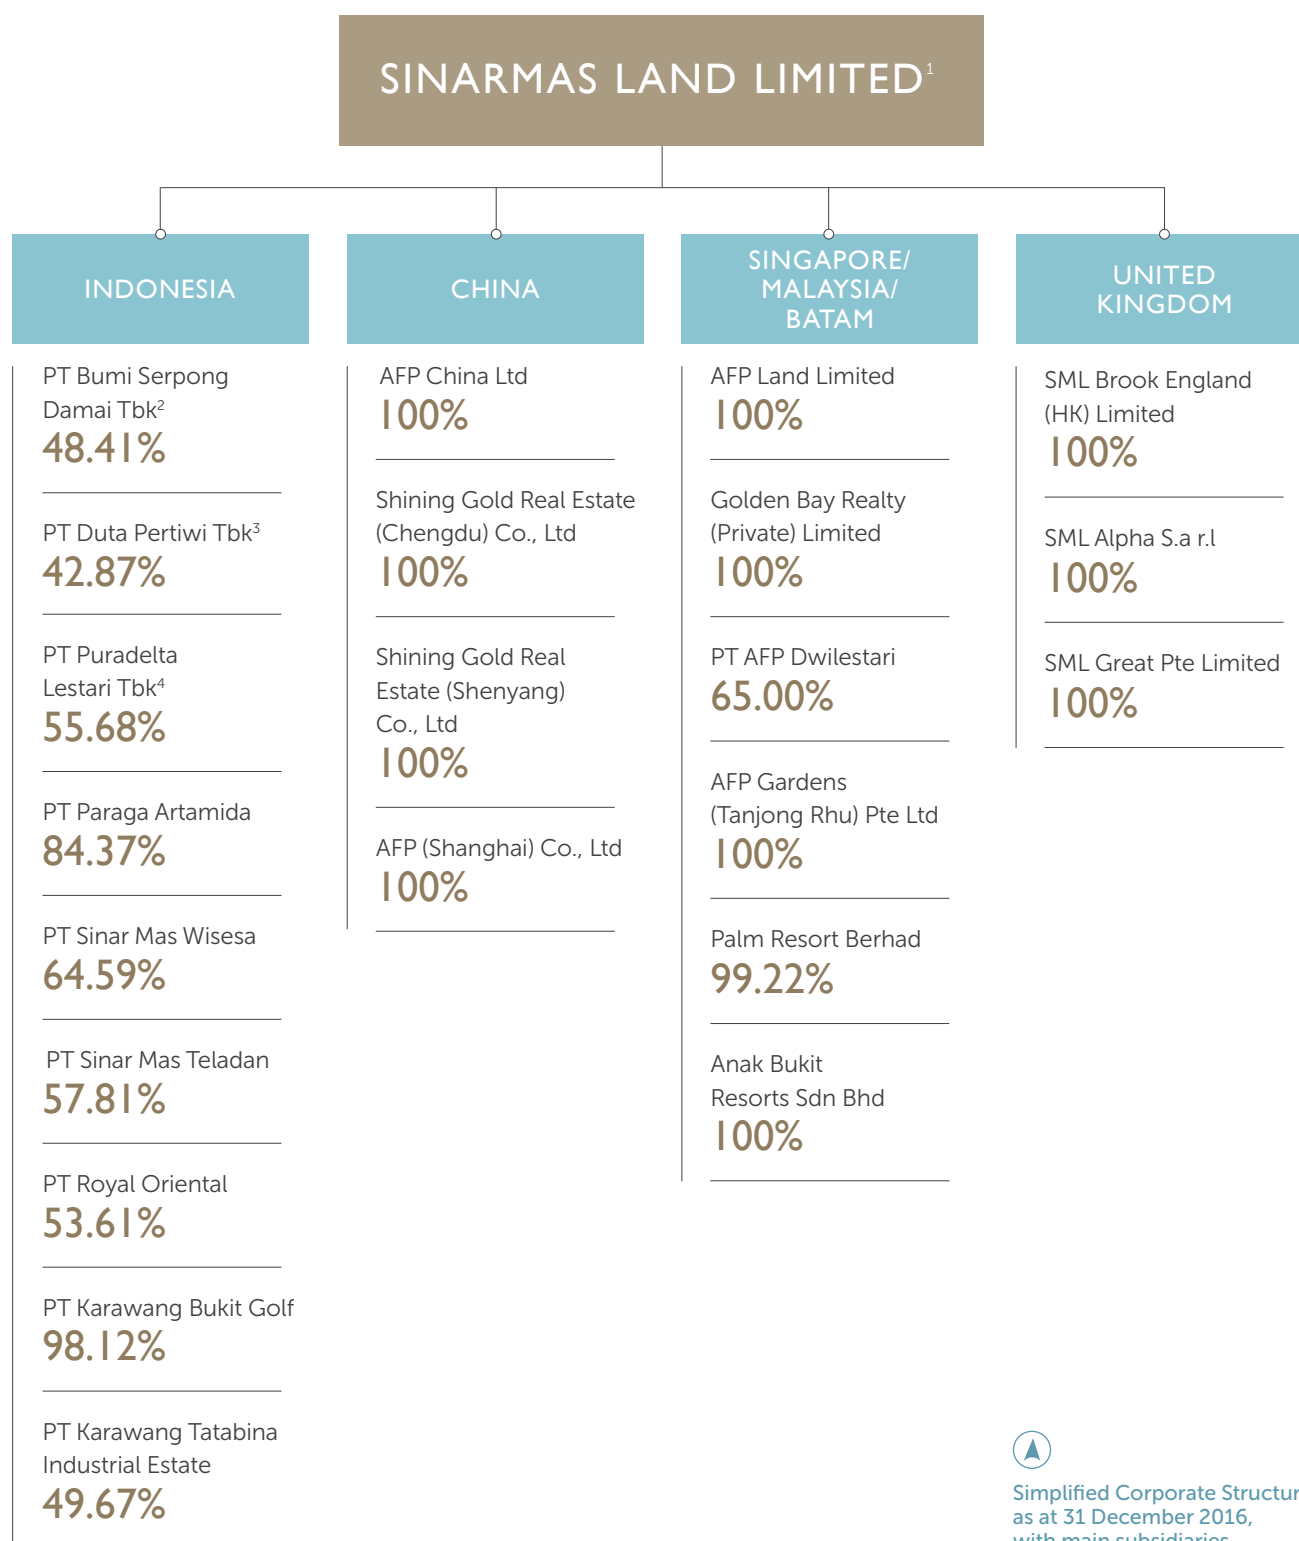 SINARMAS LAND LIMITED¹
INDONESIA
PT Bumi Serpong
Damai Tbk²
48.41%
PT Duta Pertiwi Tbk³
42.87%
PT Puradelta
Lestari Tbk⁴
55.68%
PT Paraga Artamida
84.37%
PT Sinar Mas Wisesa
64.59%
PT Sinar Mas Teladan
57.81%
PT Royal Oriental
53.61%
PT Karawang Bukit Golf
98.12%
PT Karawang Tatabina
Industrial Estate
49.67%
CHINA
AFP China Ltd
100%
Shining Gold Real Estate
(Chengdu) Co., Ltd
100%
Shining Gold Real
Estate (Shenyang)
Co., Ltd
100%
AFP (Shanghai) Co., Ltd
100%
SINGAPORE/
MALAYSIA/
BATAM
AFP Land Limited
100%
Golden Bay Realty
(Private) Limited
100%
PT AFP Dwilestari
65.00%
AFP Gardens
(Tanjong Rhu) Pte Ltd
100%
Palm Resort Berhad
99.22%
Anak Bukit
Resorts Sdn Bhd
100%
UNITED
KINGDOM
SML Brook England
(HK) Limited
100%
SML Alpha S.a r.l
100%
SML Great Pte Limited
100%
Simplified Corporate Structur
as at 31 December 2016,
with main subsidiaries